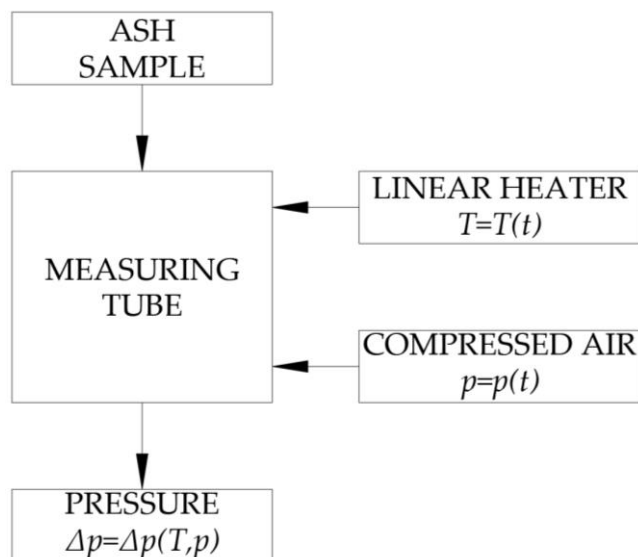 ASH
SAMPLE
LINEAR HEATER
T=T(t)
MEASURING
TUBE
COMPRESSED AIR
p=p(t)
PRESSURE
Δp=Δp(T,p)